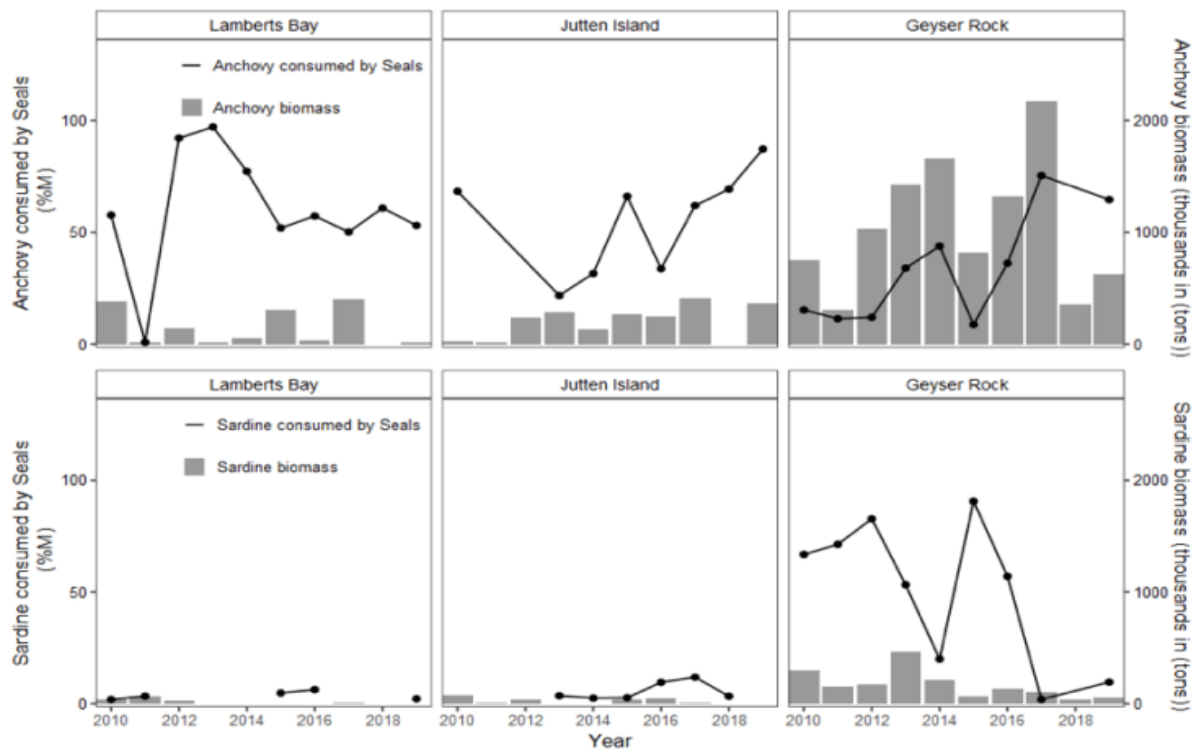 Lamberts Bay
Jutten Island
Geyser Rock
Anchovy consumed by Seals
(%M)
100
50
0
Anchovy consumed by Seals
Anchovy biomass
2000
1000
0
Anchovy biomass (thousands in (tons))
Lamberts Bay
Jutten Island
Geyser Rock
Sardine consumed by Seals
(%M)
100
50
0
Sardine consumed by Seals
Sardine biomass
2000
1000
0
Sardine biomass (thousands in (tons))
2010 2012 2014 2016 2018
2010 2012 2014 2016 2018
2010 2012 2014 2016 2018
Year